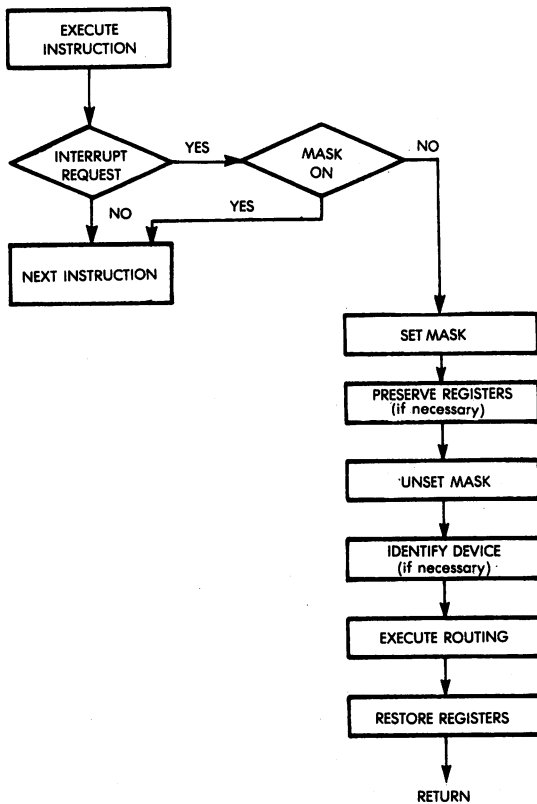 EXECUTE
INSTRUCTION
INTERRUPT
REQUEST
YES
MASK
ON
NO
NO
YES
NEXT INSTRUCTION
SET MASK
PRESERVE REGISTERS
(if necessary)
UNSET MASK
IDENTIFY DEVICE
(if necessary)
EXECUTE ROUTING
RESTORE REGISTERS
RETURN